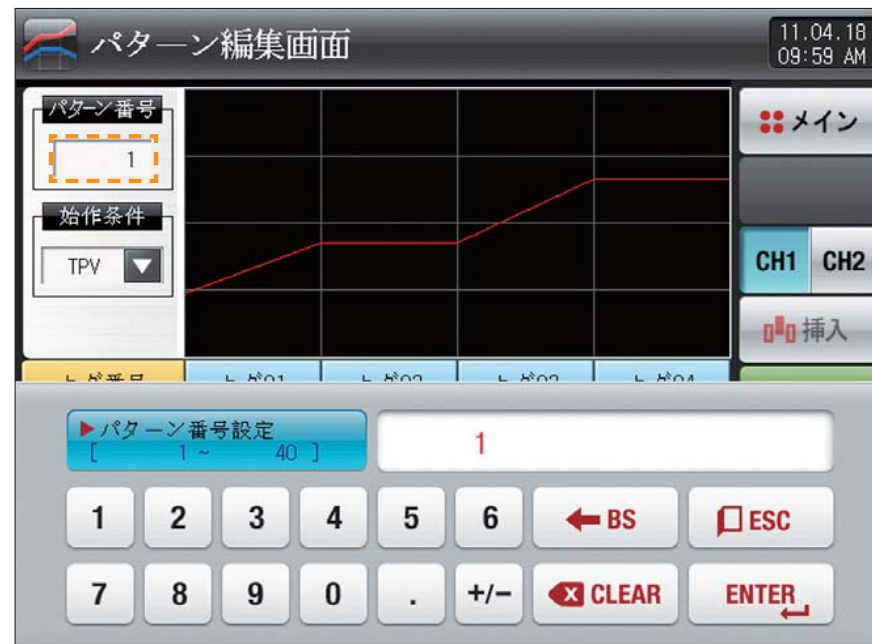 パターン編集画面
11.04.18
09:59 AM
パターン番号
1
始作条件
TPV
メイン
CH1 CH2
挿入
▶パターン番号設定
[ 1 ~ 40 ]
1
1 2 3 4 5 6 BS ESC
7 8 9 0 . +/- CLEAR ENTER